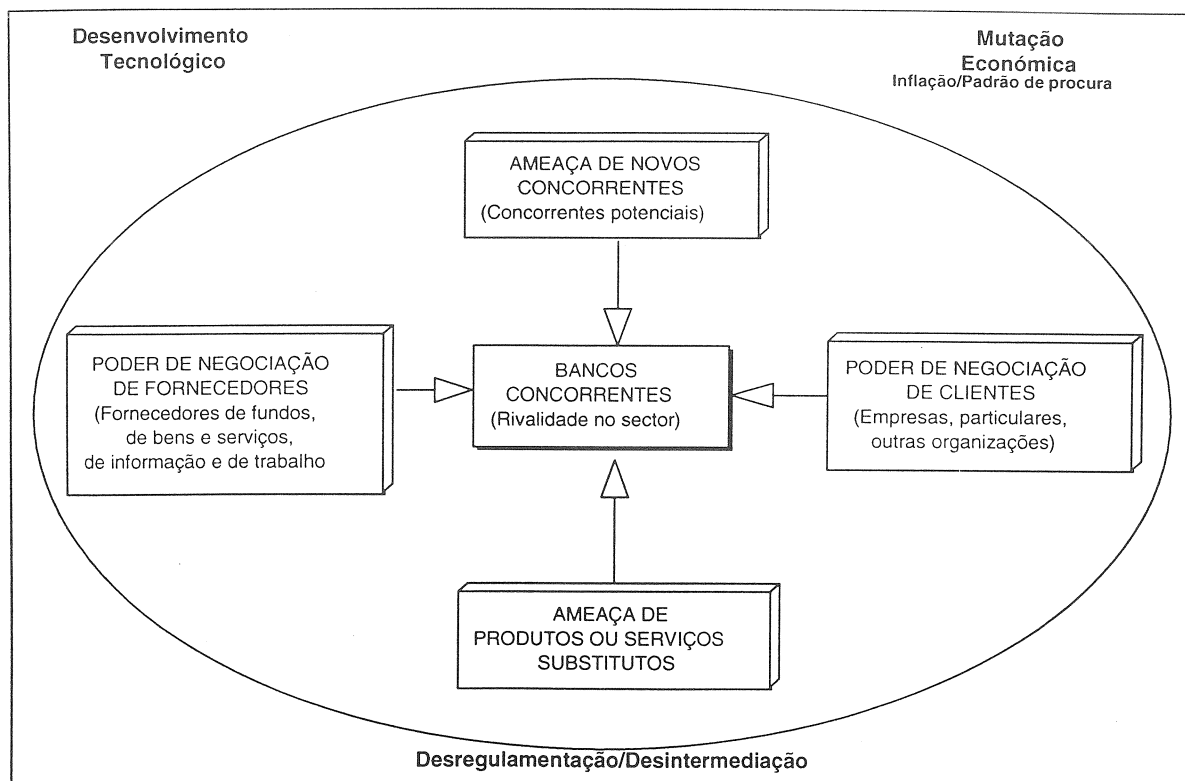 Desenvolvimento
Tecnológico
Mutação
Económica
Inflação/Padrão de procura
AMEAÇA DE NOVOS
CONCORRENTES
(Concorrentes potenciais)
PODER DE NEGOCIAÇÃO
DE FORNECEDORES
(Fornecedores de fundos,
de bens e serviços,
de informação e de trabalho
BANCOS
CONCORRENTES
(Rivalidade no sector)
PODER DE NEGOCIAÇÃO
DE CLIENTES
(Empresas, particulares,
outras organizações)
AMEAÇA DE
PRODUTOS OU SERVIÇOS
SUBSTITUTOS
Desregulamentação/Desintermediação